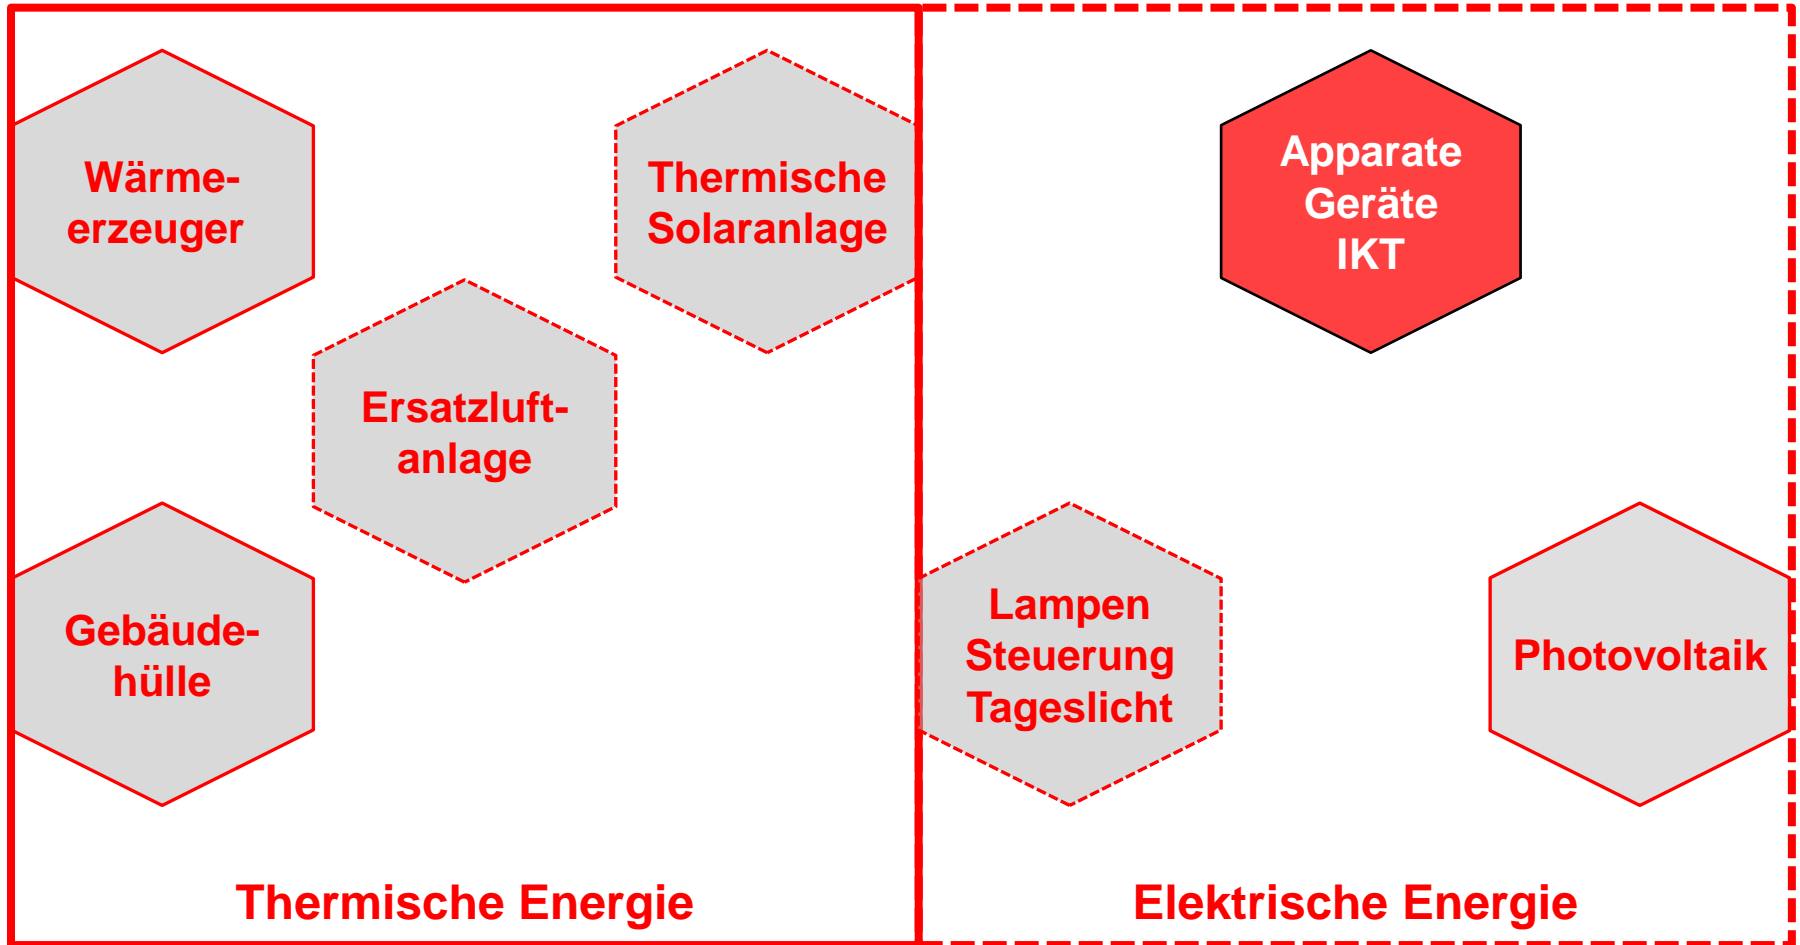 Wärme-
erzeuger
Thermische
Solaranlage
Ersatzluft-
anlage
Gebäude-
hülle
Thermische Energie
Apparate
Geräte
IKT
Lampen
Steuerung
Tageslicht
Photovoltaik
Elektrische Energie